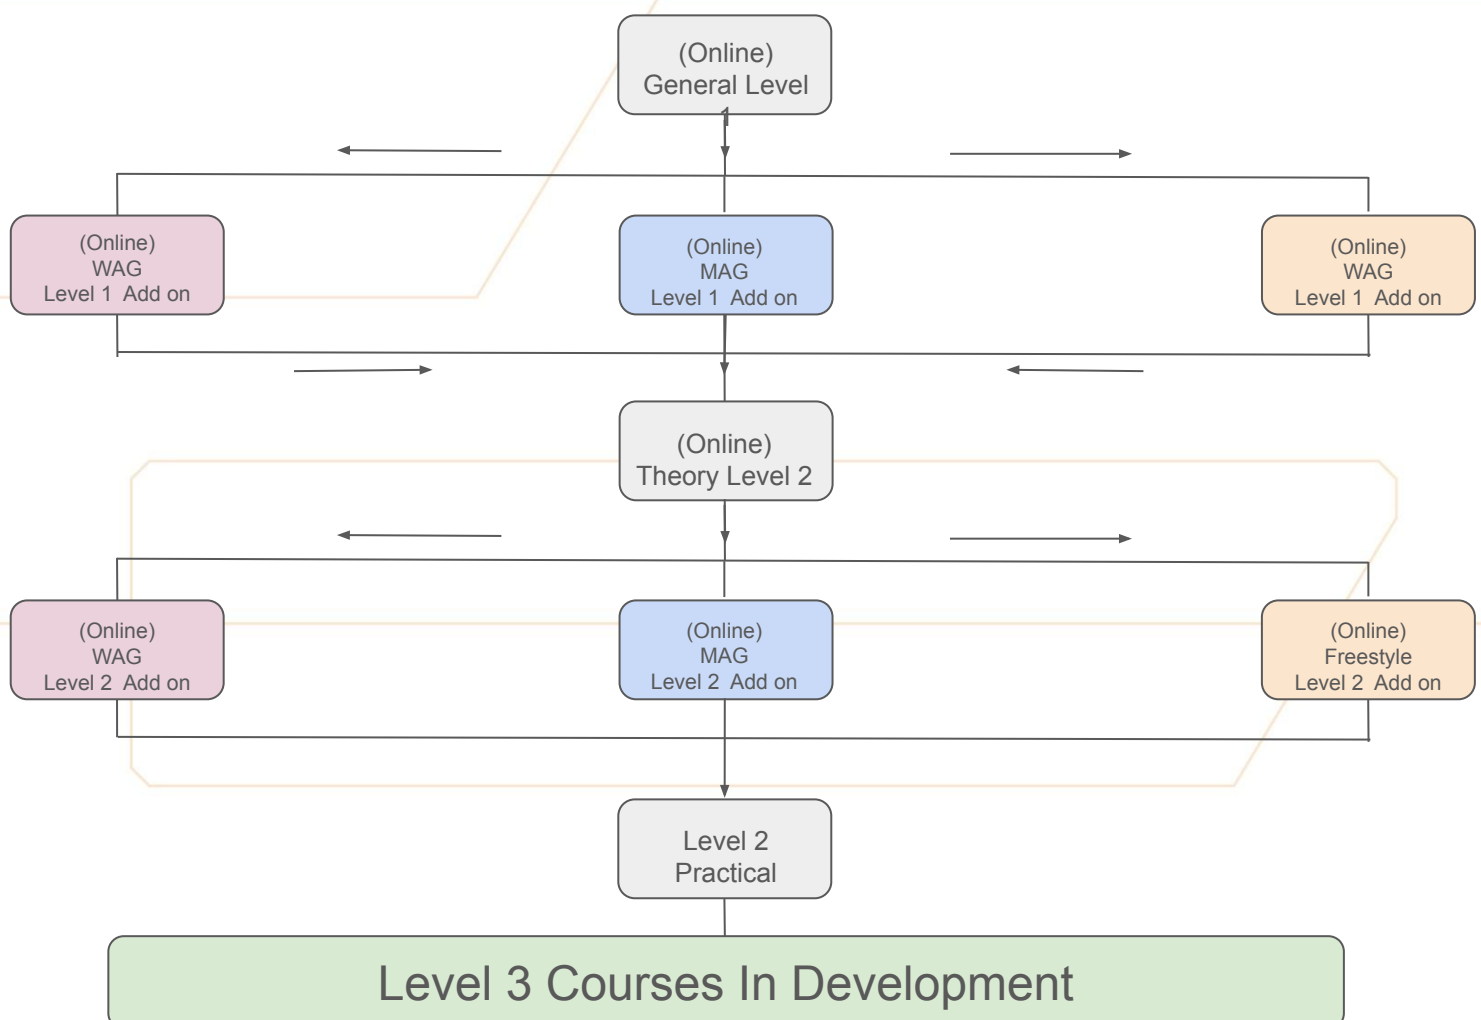 (Online)
General Level
1
(Online)
WAG
Level 1 Add on
(Online)
MAG
Level 1 Add on
(Online)
WAG
Level 1 Add on
(Online)
Theory Level 2
(Online)
WAG
Level 2 Add on
(Online)
MAG
Level 2 Add on
(Online)
Freestyle
Level 2 Add on
Level 2
Practical
Level 3 Courses In Development